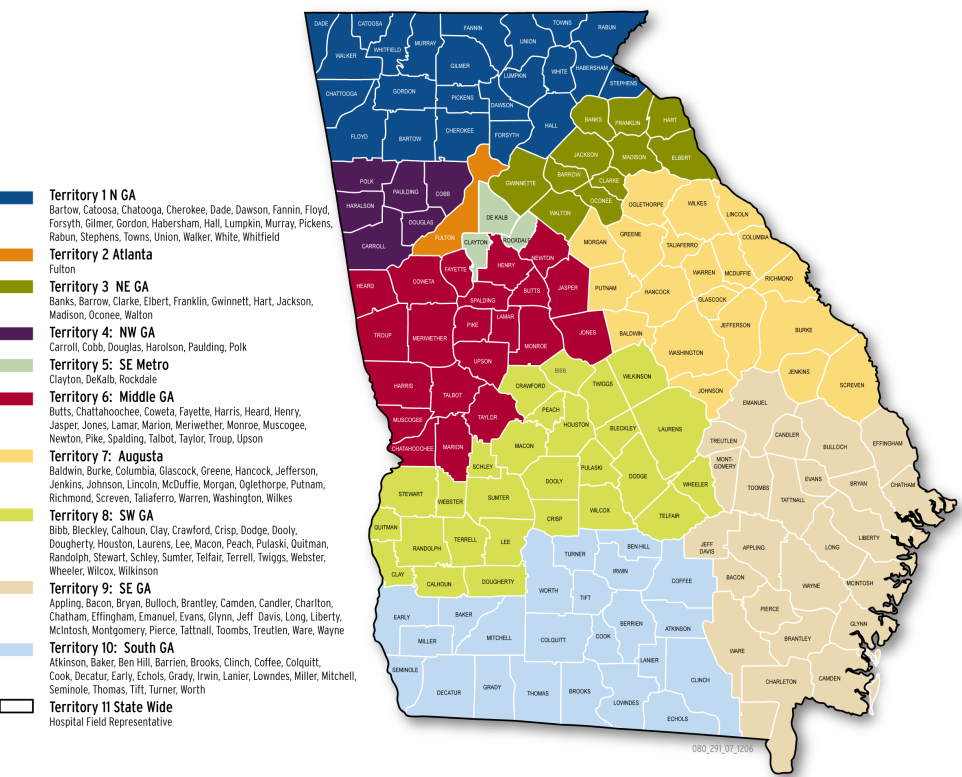 Territory 1 N GA
Bartow, Catoosa, Chatooga, Cherokee, Dade, Dawson, Fannin, Floyd,
Forsyth, Gilmer, Gordon, Habersham, Hall, Lumpkin, Murray, Pickens,
Rabun, Stephens, Towns, Union, Walker, White, Whitfield
Territory 2 Atlanta
Fulton
Territory 3 NE GA
Banks, Barrow, Clarke, Elbert, Franklin, Gwinnett, Hart, Jackson,
Madison, Oconee, Walton
Territory 4: NW GA
Carroll, Cobb, Douglas, Harolson, Paulding, Polk
Territory 5: SE Metro
Clayton, DeKalb, Rockdale
Territory 6: Middle GA
Butts, Chattahoochee, Coweta, Fayette, Harris, Heard, Henry,
Jasper, Jones, Lamar, Marion, Meriwether, Monroe, Muscogee,
Newton, Pike, Spalding, Talbot, Taylor, Troup, Upson
Territory 7: Augusta
Baldwin, Burke, Columbia, Glascock, Greene, Hancock, Jefferson,
Jenkins, Johnson, Lincoln, McDuffie, Morgan, Oglethorpe, Putnam,
Richmond, Screven, Taliaferro, Warren, Washington, Wilkes
Territory 8: SW GA
Bibb, Bleckley, Calhoun, Clay, Crawford, Crisp, Dodge, Dooly,
Dougherty, Houston, Laurens, Lee, Macon, Peach, Pulaski, Quitman,
Randolph, Stewart, Schlery, Sumter, Telfair, Terrell, Twiggs, Webster,
Wheeler, Wilcox, Wilkinson
Territory 9: SE GA
Appling, Bacon, Bryan, Bulloch, Brantley, Camden, Candler, Charlton,
Chatham, Effingham, Emanuel, Evans, Glynn, Jeff Davis, Long, Liberty,
McIntosh, Montgomery, Pierce, Tattnall, Toombs, Treutlen, Ware, Wayne
Territory 10: South GA
Atkinson, Baker, Ben Hill, Barrien, Brooks, Clinch, Coffee, Colquitt,
Cook, Decatur, Early, Echols, Grady, Irwin, Lanier, Lowndes, Miller, Mitchell,
Seminole, Thomas, Tift, Turner, Worth
Territory 11 State Wide
Hospital Field Representative
DADE
CATOOSA
WALKER
WHITFIELD
MURRAY
FANNIN
UNION
TOWNS
RABUN
GILMER
LUMPKIN
WHITE
HABERSHAM
STEPHENS
CHATTOOGA
GORDON
PICKENS
DAWSON
HALL
FLOYD
BARTOW
CHEROKEE
FORSYTH
BANKS
FRANKLIN
HART
JACKSON
MADISON
ELBERT
GWINNETTE
BARROW
CLARKE
OCONEE
WALTON
POLK
PAULDING
COBB
HARALSON
DOUGLAS
CARROLL
FULTON
DE KALB
CLAYTON
ROCKDALE
OGLETHORPE
WILKES
LINCOLN
MORGAN
GREENE
TALIAFERRO
COLUMBIA
WARREN
MCDUFFIE
RICHMOND
PUTNAM
HANCOCK
GLASCOCK
JEFFERSON
BURKE
BALDWIN
WASHINGTON
JENKINS
SCREVEN
JOHNSON
HEARD
COWETA
FAYETTE
HENRY
NEWTON
SPALDING
BUTTS
JASPER
TROUP
MERIWETHER
PIKE
LAMAR
MONROE
JONES
UPSON
HARRIS
TALBOT
TAYLOR
MUSCOGEE
CHATAHOOCHEE
MARION
CRAWFORD
BIBB
TWIGGS
WILKINSON
PEACH
HOUSTON
BLECKLEY
LAURENS
MACON
SCHLEY
DOOLY
PULASKI
DODGE
WHEELER
STEWART
WEBSTER
SUMTER
CRISP
WILCOX
TELFAIR
QUITMAN
RANDOLPH
TERRELL
LEE
CLAY
CALHOUN
DOUGHERTY
EMANUEL
TREUTLEN
CANDLER
BULLOCH
EFFINGHAM
MONT-
GOMERY
TOOMBS
TATTNALL
EVANS
BRYAN
CHATHAM
JEFF
DAVIS
APPLING
LONG
LIBERTY
BACON
WAYNE
MCINTOSH
PIERCE
GLYNN
WARE
BRANTLEY
CHARLETON
CAMDEN
TURNER
BEN HILL
IRWIN
WORTH
TIFT
COFFEE
EARLY
BAKER
MITCHELL
COLQUITT
COOK
BERRIEN
ATKINSON
MILLER
LANIER
SEMINOLE
DECATUR
GRADY
THOMAS
BROOKS
LOWNDES
CLINCH
ECHOLS
080_291_07_1206